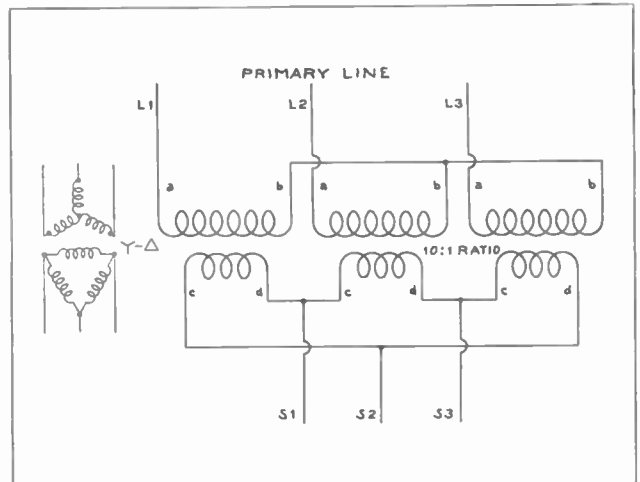 PRIMARY LINE
L1 L2 L3
a b a b a b
Y-Δ
10:1 RATIO
c d c d c d
S1 S2 S3